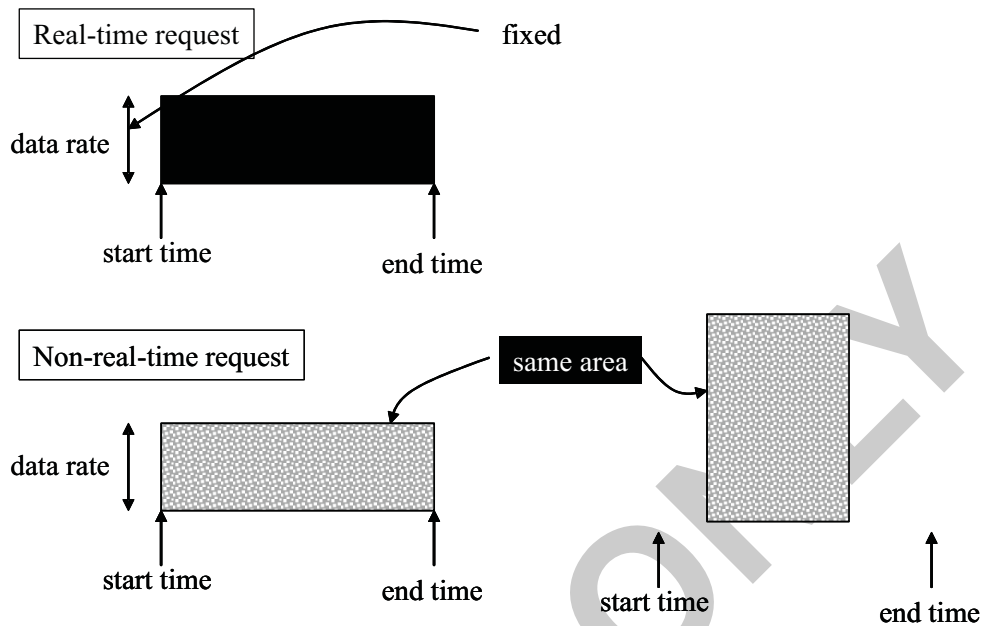 Real-time request
fixed
data rate
start time
end time
Non-real-time request
same area
data rate
start time
end time
start time
end time
ONLY